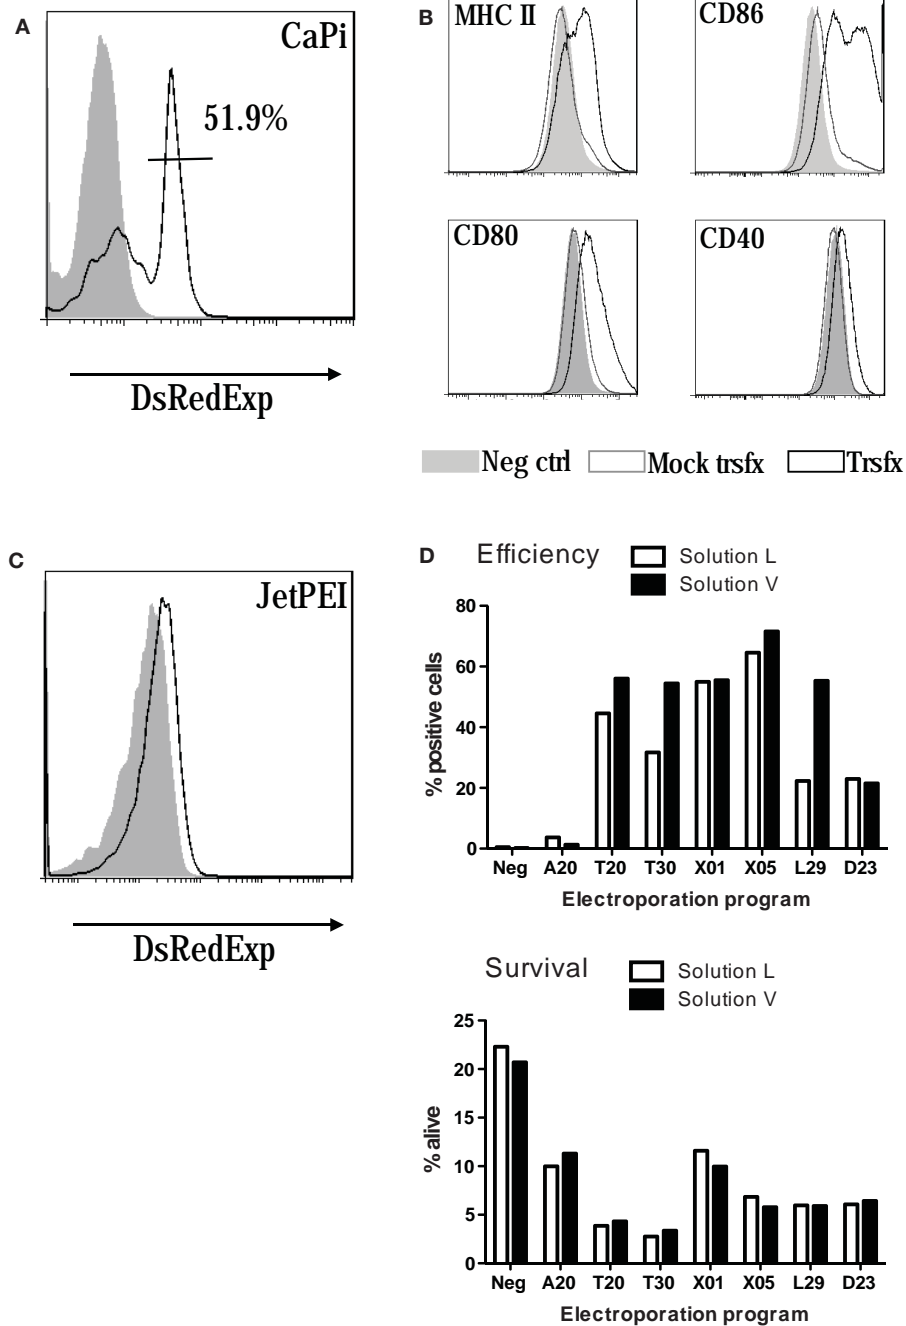 A
CaPi
51.9%
DsRedExp
B
MHC II
CD86
CD80
CD40
Neg ctrl
Mock trsfx
Trsfx
C
JetPEI
DsRedExp
D
Efficiency
Solution L
Solution V
80
60
40
20
0
% positive cells
Neg A20 T20 T30 X01 X05 L29 D23
Electroporation program
Survival
Solution L
Solution V
25
20
15
10
5
0
% alive
Neg A20 T20 T30 X01 X05 L29 D23
Electroporation program